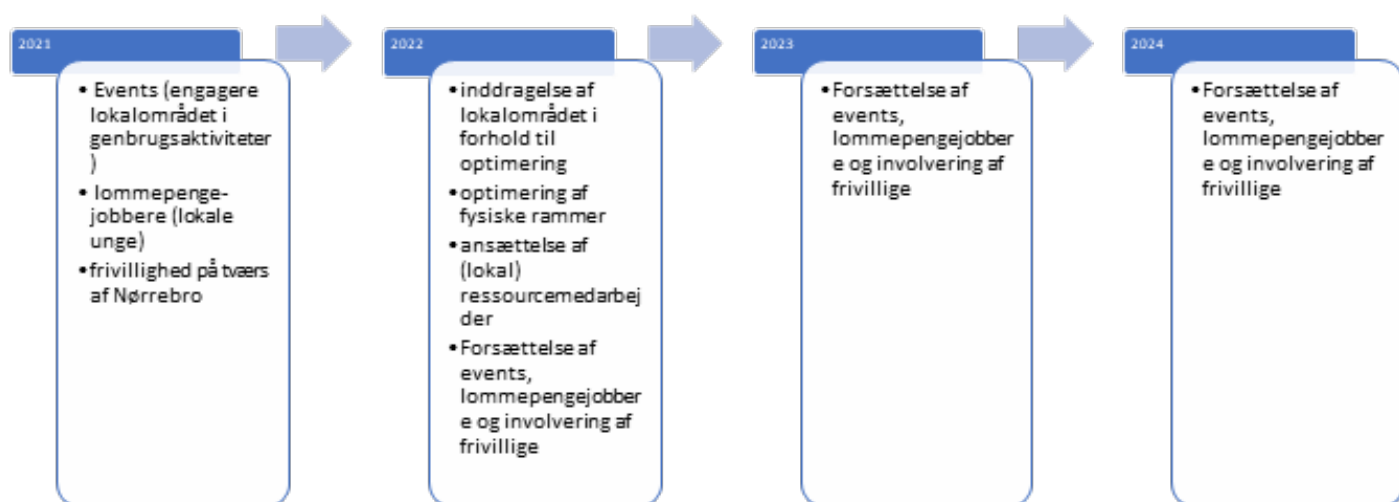 2021
• Events (engagere
lokalområdet i
genbrugsaktiviteter
)
• lommepenge-
jobbere (lokale
unge)
•frivillighed på tværs
af Nørrebro
2022
•inddragelse af
lokalområdet i
forhold til
optimering
•optimering af
fysiske rammer
•ansættelse af
(lokal)
ressourcemedarbej
der
•Forsættelse af
events,
lommepengejobber
e og involvering af
frivillige
2023
•Forsættelse af
events,
lommepengejobber
e og involvering af
frivillige
2024
•Forsættelse af
events,
lommepengejobber
e og involvering af
frivillige